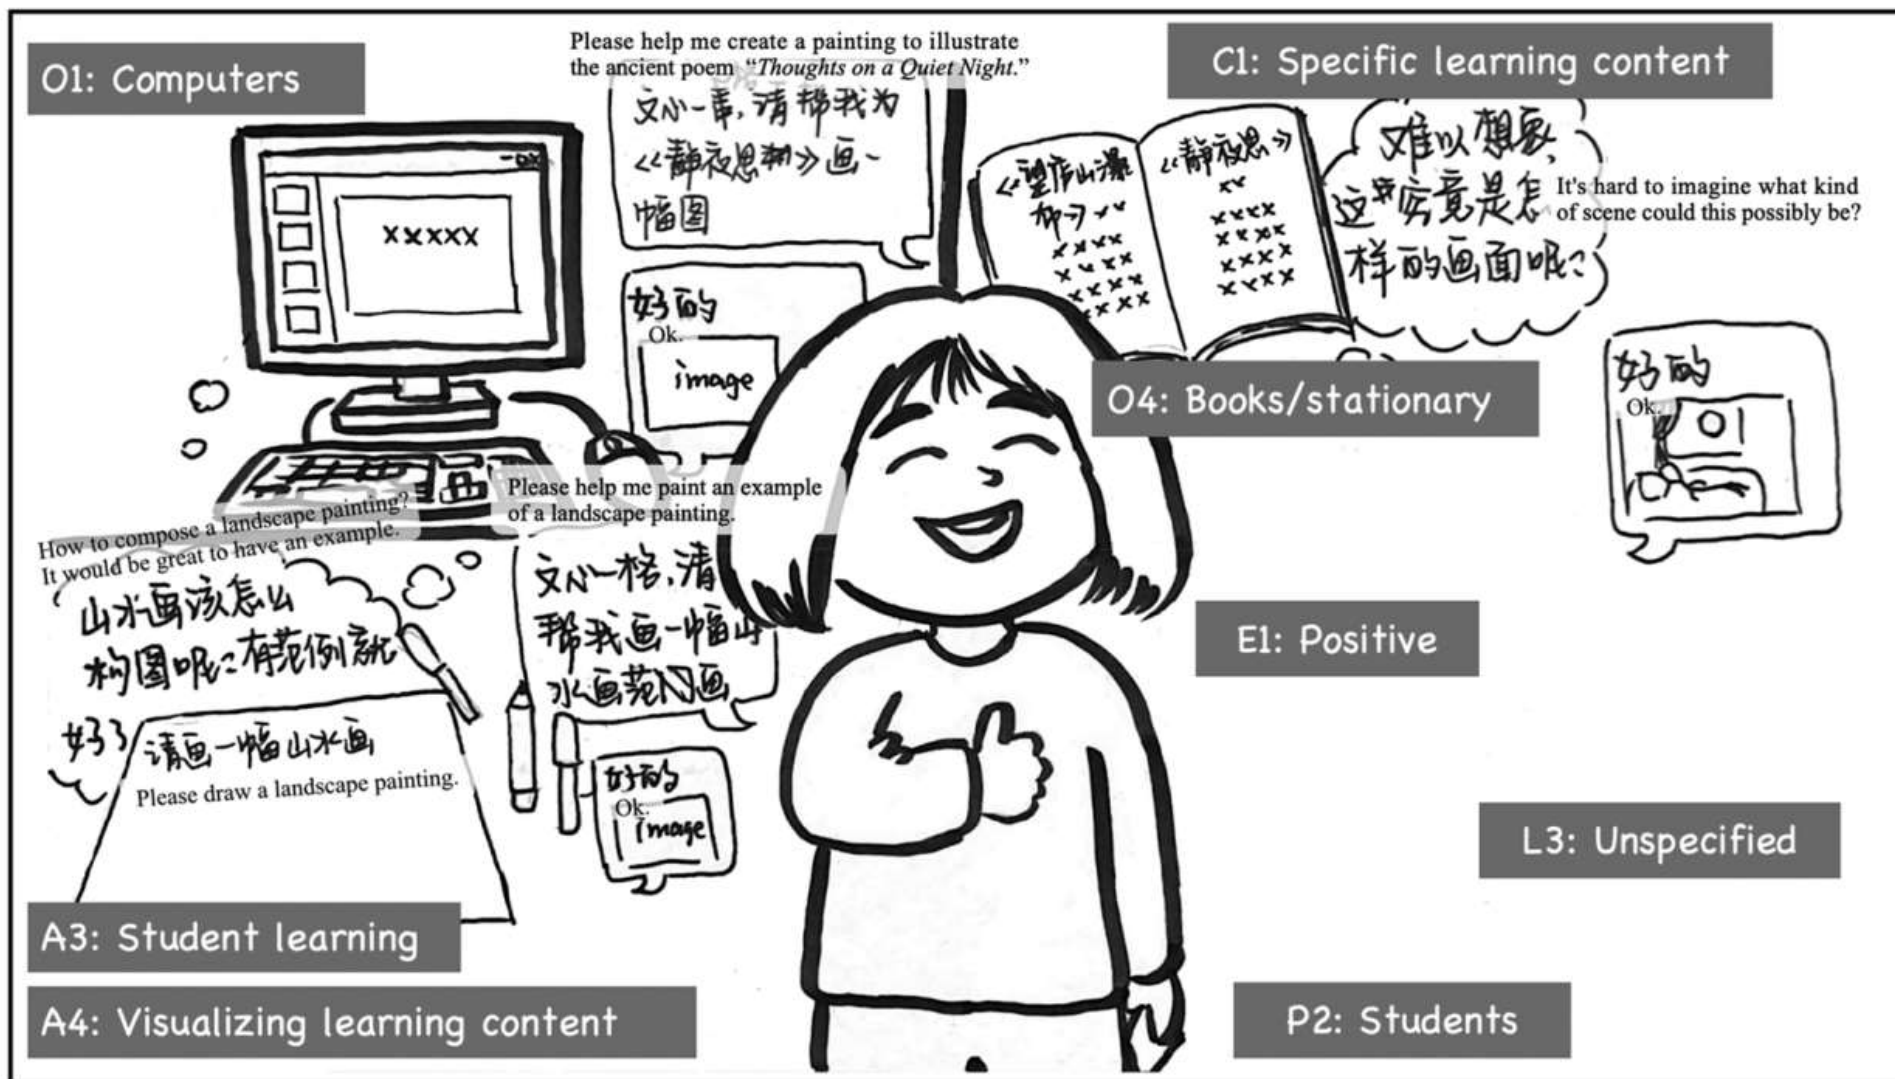 O1: Computers
Please help me create a painting to illustrate
the ancient poem “Thoughts on a Quiet Night.”
文心一格,请帮我为
《静夜思》画一
幅图
C1: Specific learning content
《望庐山瀑
布》
《静夜思》
××
××××
××××
××××
××××
××××
××××
××××
××××
难以想象,
这究竟是怎
样的画面呢?
It's hard to imagine what kind
of scene could this possibly be?
×××××
好的
Ok.
image
O4: Books/stationary
好的
Ok.
How to compose a landscape painting?
It would be great to have an example.
山水画该怎么
构图呢?有范例就
好了
Please help me paint an example
of a landscape painting.
文心一格,请
帮我画一幅山
水画范例画
请画一幅山水画
Please draw a landscape painting.
好的
Ok.
image
E1: Positive
L3: Unspecified
A3: Student learning
A4: Visualizing learning content
P2: Students